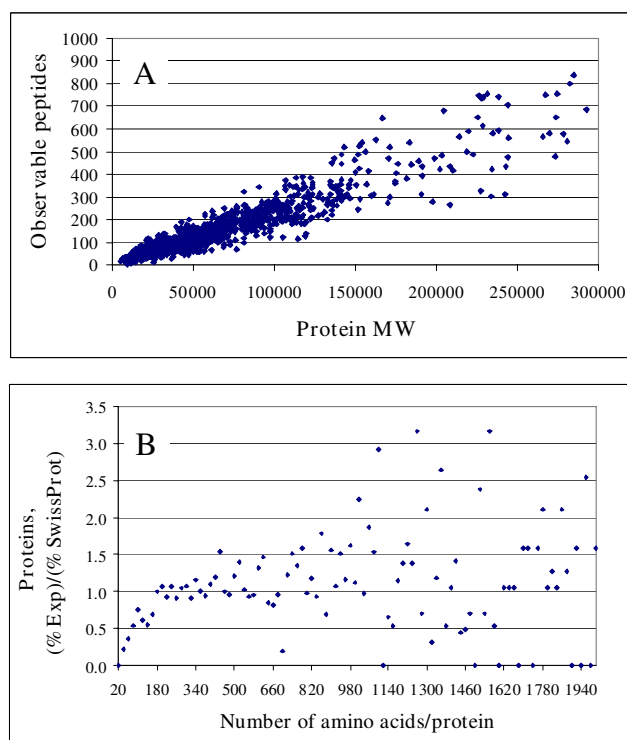 A
Observable peptides
1000
900
800
700
600
500
400
300
200
100
0
0 50000 100000 150000 200000 250000 300000
Protein MW
B
Proteins,
(% Exp)/(% SwissProt)
3.5
3.0
2.5
2.0
1.5
1.0
0.5
0.0
20 180 340 500 660 820 980 1140 1300 1460 1620 1780 1940
Number of amino acids/protein